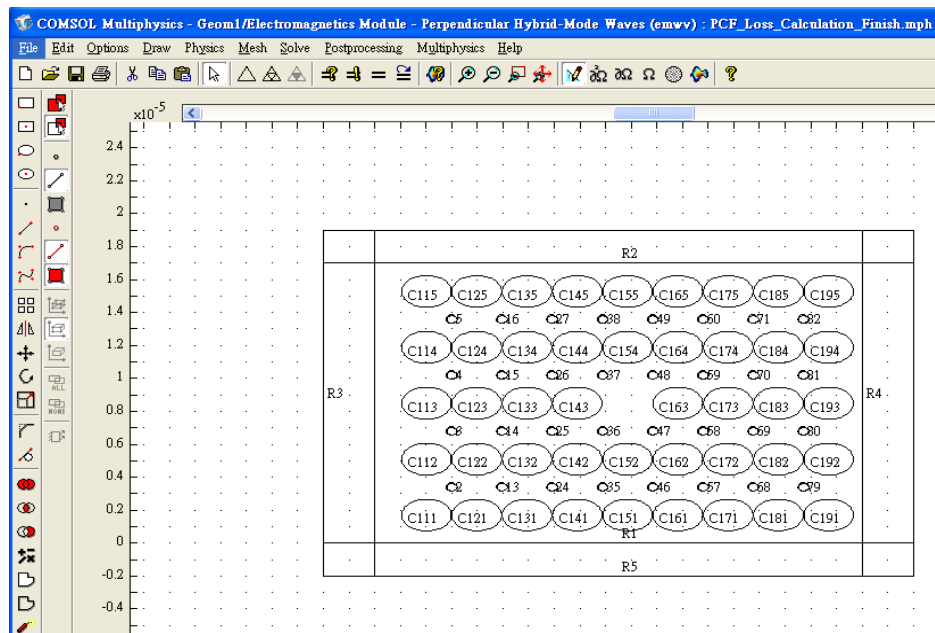 COMSOL Multiphysics - Geom1/Electromagnetics Module - Perpendicular Hybrid-Mode Waves (emwv) : PCF_Loss_Calculation_Finish.mph
File Edit Options Draw Physics Mesh Solve Postprocessing Multiphysics Help
x10-5
2.4
2.2
2
1.8
R2
1.6
C115 C125 C135 C145 C155 C165 C175 C185 C195
1.4
C5 C16 C27 C38 C49 C60 C71 C82
1.2
C114 C124 C134 C144 C154 C164 C174 C184 C194
1
C4 C15 C26 C37 C48 C59 C70 C81
R3 R4
0.8
C113 C123 C133 C143 C163 C173 C183 C193
C3 C14 C25 C36 C47 C58 C69 C80
0.6
C112 C122 C132 C142 C152 C162 C172 C182 C192
0.4
C2 C13 C24 C35 C46 C57 C68 C79
0.2
C111 C121 C131 C141 C151 C161 C171 C181 C191
R1
0
R5
-0.2
-0.4
ALL
NONE